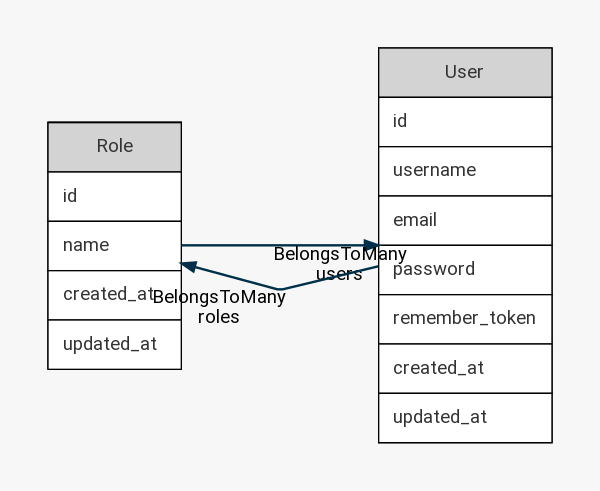 Role
id
name
created_at
updated_at
BelongsToMany
users
BelongsToMany
roles
User
id
username
email
password
remember_token
created_at
updated_at